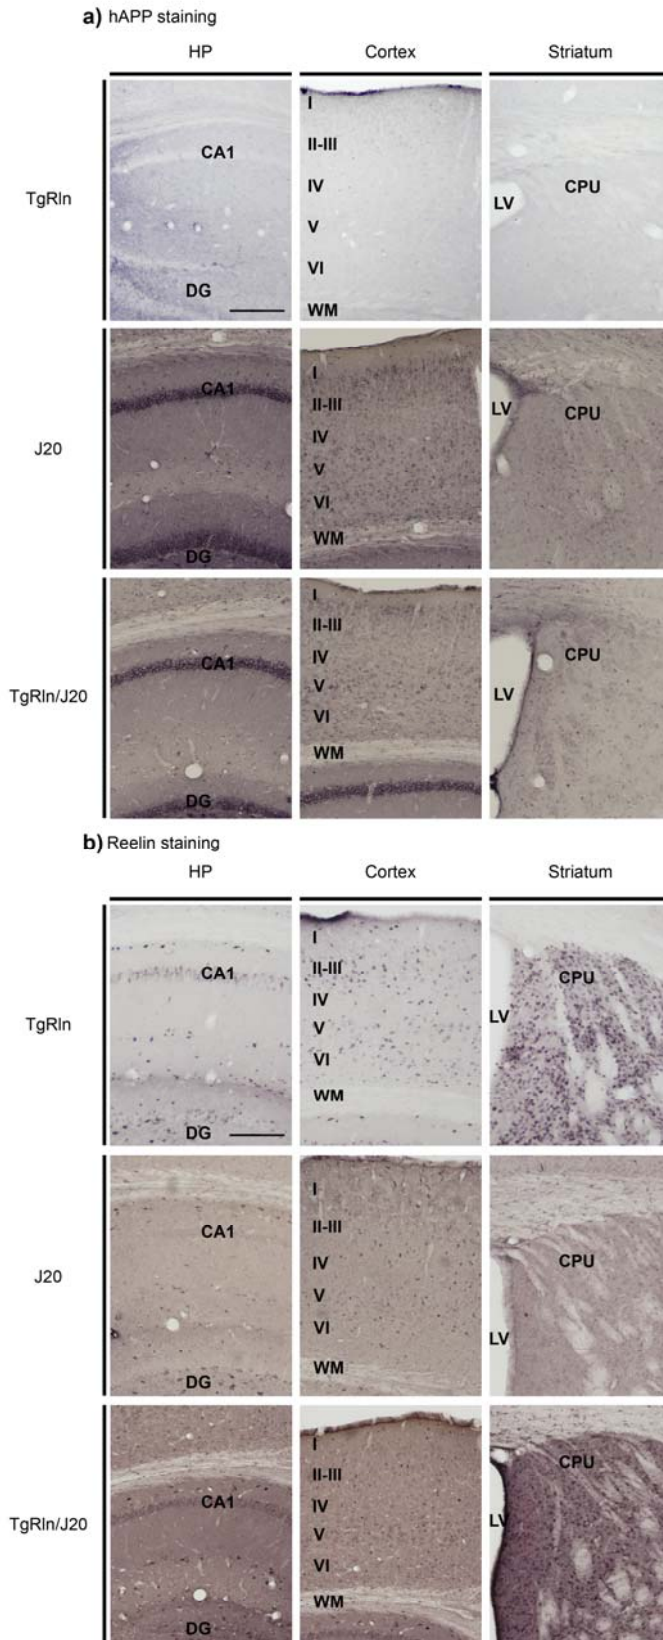 a) hAPP staining
HP Cortex Striatum
TgRln
CA1
DG
I
II-III
IV
V
VI
WM
LV
CPU
J20
CA1
DG
I
II-III
IV
V
VI
WM
LV
CPU
TgRln/J20
CA1
DG
I
II-III
IV
V
VI
WM
LV
CPU
b) Reelin staining
HP Cortex Striatum
TgRln
CA1
DG
I
II-III
IV
V
VI
WM
LV
CPU
J20
CA1
DG
I
II-III
IV
V
VI
WM
LV
CPU
TgRln/J20
CA1
DG
I
II-III
IV
V
VI
WM
LV
CPU